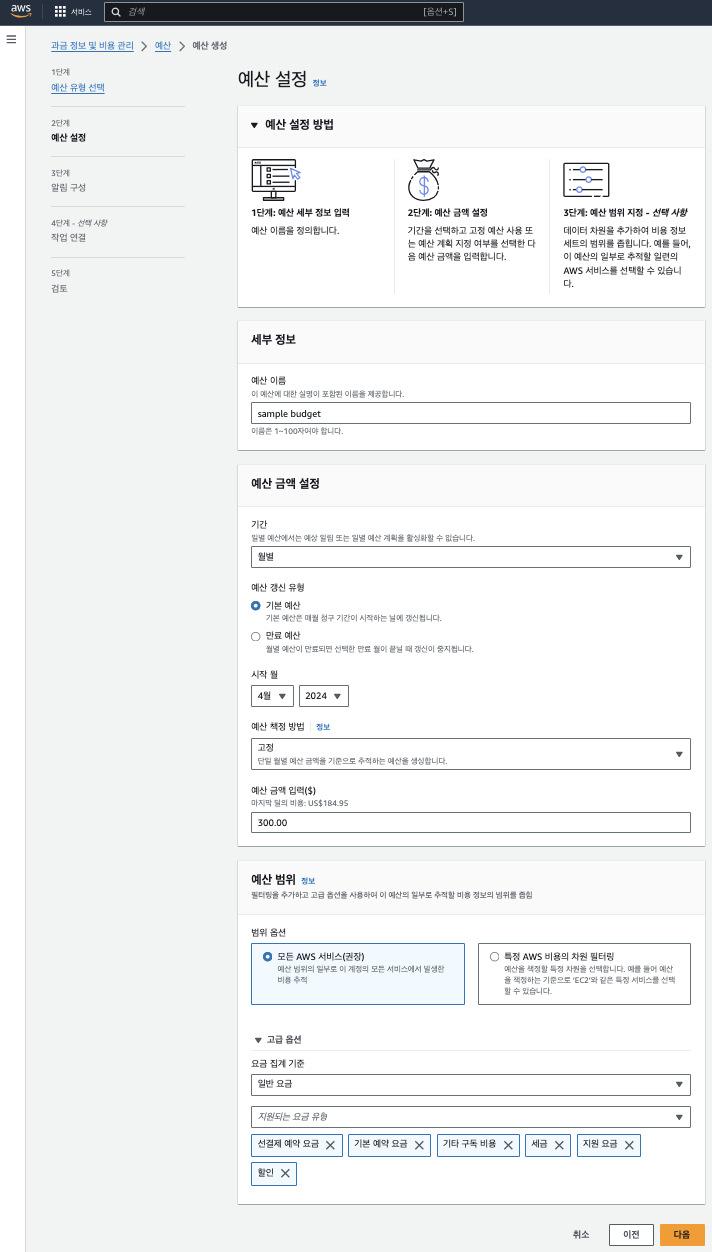 aws
서비스
검색
[옵션+S]
과금 정보 및 비용 관리 > 예산 > 예산 생성
1단계
예산 유형 선택
2단계
예산 설정
3단계
알림 구성
4단계 - 선택 사항
작업 연결
5단계
검토
예산 설정 정보
예산 설정 방법
1단계: 예산 세부 정보 입력
예산 이름을 정의합니다.
2단계: 예산 금액 설정
기간을 선택하고 고정 예산 사용 또
는 예산 계획 지정 여부를 선택한 다
음 예산 금액을 입력합니다.
3단계: 예산 범위 지정 - 선택 사항
데이터 차원을 추가하여 비용 정보
세트의 범위를 좁힙니다. 예를 들어,
이 예산의 일부로 추적할 일련의
AWS 서비스를 선택할 수 있습니
다.
세부 정보
예산 이름
이 예산에 대한 설명이 포함된 이름을 제공합니다.
sample budget
이름은 1~100자여야 합니다.
예산 금액 설정
기간
일별 예산에서는 예상 알림 또는 일별 예산 계획을 활성화할 수 없습니다.
월별
예산 갱신 유형
기본 예산
기본 예산은 매월 청구 기간이 시작하는 날에 갱신됩니다.
만료 예산
월별 예산이 만료되면 선택한 만료 월이 끝날 때 갱신이 중지됩니다.
시작 월
4월
2024
예산 책정 방법 정보
고정
단일 월별 예산 금액을 기준으로 추적하는 예산을 생성합니다.
예산 금액 입력($)
마지막 달의 비용: US$184.95
300.00
예산 범위 정보
필터링을 추가하고 고급 옵션을 사용하여 이 예산의 일부로 추적할 비용 정보의 범위를 좁힘
범위 옵션
모든 AWS 서비스(권장)
예산 범위의 일부로 이 계정의 모든 서비스에서 발생한
비용 추적
특정 AWS 비용의 차원 필터링
예산을 책정할 특정 차원을 선택합니다. 예를 들어 예산
을 책정하는 기준으로 'EC2'와 같은 특정 서비스를 선택
할 수 있습니다.
고급 옵션
요금 집계 기준
일반 요금
지원되는 요금 유형
선결제 예약 요금
기본 예약 요금
기타 구독 비용
세금
지원 요금
할인
취소
이전
다음